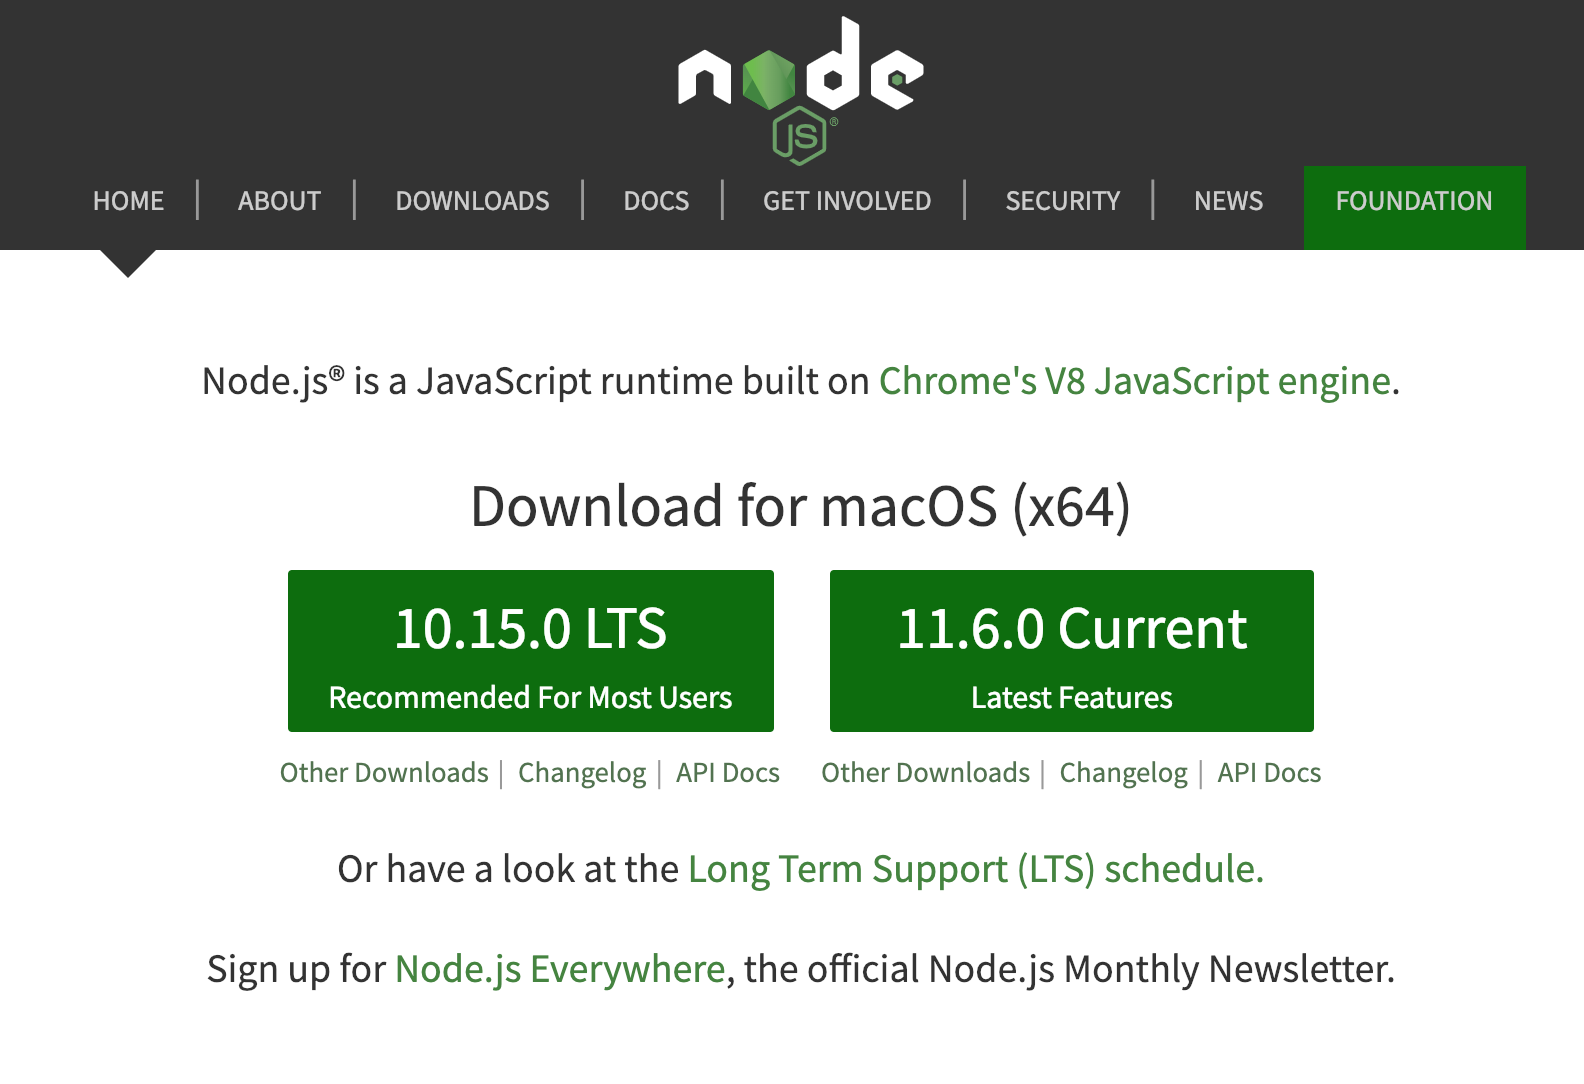 node
JS®
HOME | ABOUT | DOWNLOADS | DOCS | GET INVOLVED | SECURITY | NEWS FOUNDATION
Node.js® is a JavaScript runtime built on Chrome's V8 JavaScript engine.
Download for macOS (x64)
10.15.0 LTS 11.6.0 Current
Recommended For Most Users Latest Features
Other Downloads | Changelog | API Docs Other Downloads | Changelog | API Docs
Or have a look at the Long Term Support (LTS) schedule.
Sign up for Node.js Everywhere, the official Node.js Monthly Newsletter.